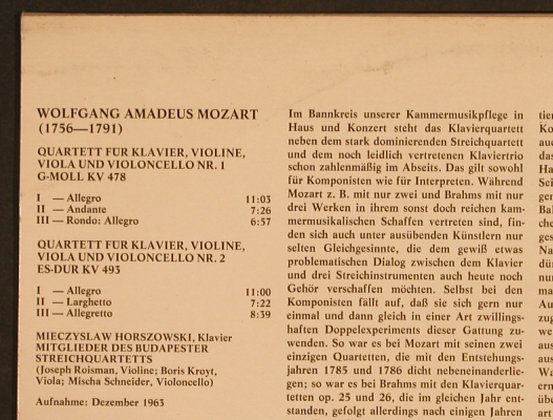 WOLFGANG AMADEUS MOZART
(1756—1791)
QUARTETT FUR KLAVIER, VIOLINE,
VIOLA UND VIOLONCELLO NR. 1
G-MOLL KV 478
I — Allegro 11:03
II — Andante 7:26
III — Rondo: Allegro 6:57
QUARTETT FUR KLAVIER, VIOLINE,
VIOLA UND VIOLONCELLO NR. 2
ES-DUR KV 493
I — Allegro 11:00
II — Larghetto 7:22
III — Allegretto 8:39
MIECZYSLAW HORSZOWSKI, Klavier
MITGLIEDER DES BUDAPESTER
STREICHQUARTETTS
(Joseph Roisman, Violine; Boris Kroyt,
Viola; Mischa Schneider, Violoncello)
Aufnahme: Dezember 1963
Im Bannkreis unserer Kammermusikpflege in
Haus und Konzert steht das Klavierquartett
neben dem stark dominierenden Streichquartett
und dem noch leidlich vertretenen Klaviertrio
schon zahlenmäßig im Abseits. Das gilt sowohl
für Komponisten wie für Interpreten. Während
Mozart z. B. mit nur zwei und Brahms mit nur
drei Werken in ihrem sonst doch reichen kam-
mermusikalischen Schaffen vertreten sind, fin-
den sich auch unter ausübenden Künstlern nur
selten Gleichgesinnte, die dem gewiß etwas
problematischen Dialog zwischen dem Klavier
und drei Streichinstrumenten auch heute noch
Gehör verschaffen möchten. Selbst bei den
Komponisten fällt auf, daß sie sich gern nur
einmal und dann gleich in einer Art zwillings-
haften Doppelexperiments dieser Gattung zu-
wenden. So war es bei Mozart mit seinen zwei
einzigen Quartetten, die mit den Entstehungs-
jahren 1785 und 1786 dicht nebeneinanderlie-
gen; so war es bei Brahms mit den Klavierquar-
tetten op. 25 und 26, die im gleichen Jahr ent-
standen, gefolgt allerdings nach einigen Jahren